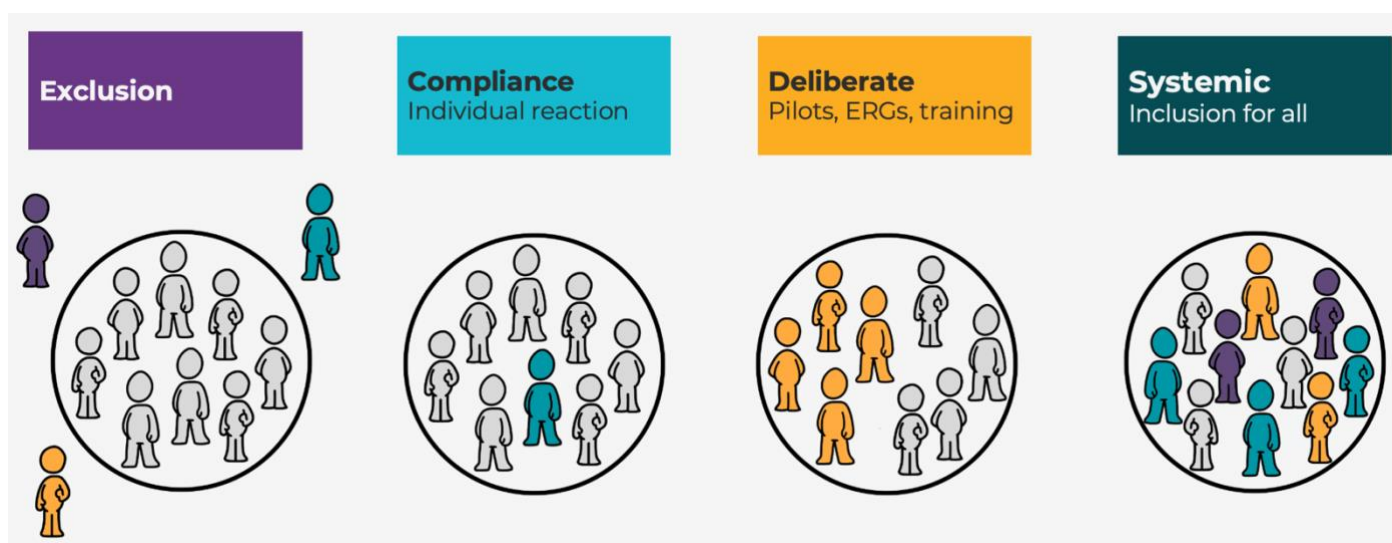 Exclusion
Compliance
Individual reaction
Deliberate
Pilots, ERGs, training
Systemic
Inclusion for all